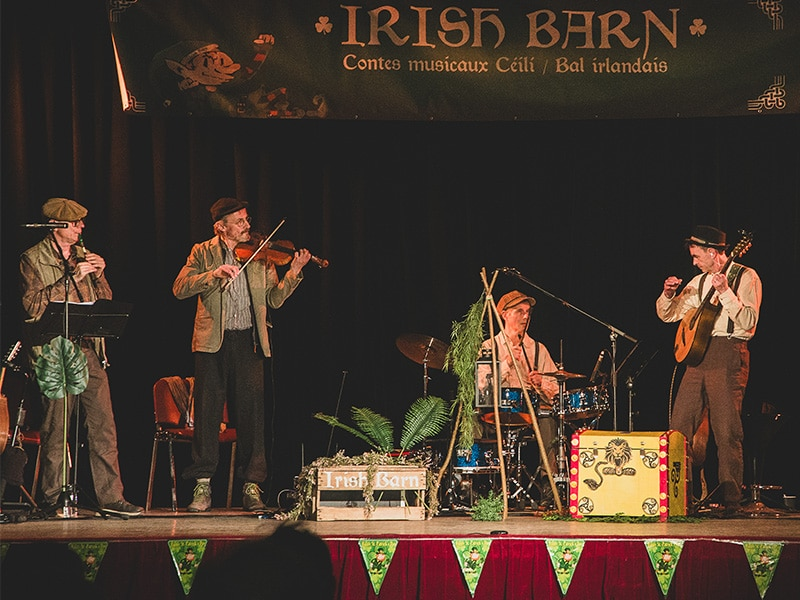 IRISH BARN
Contes musicaux Céilí / Bal irlandais
Irish Barn